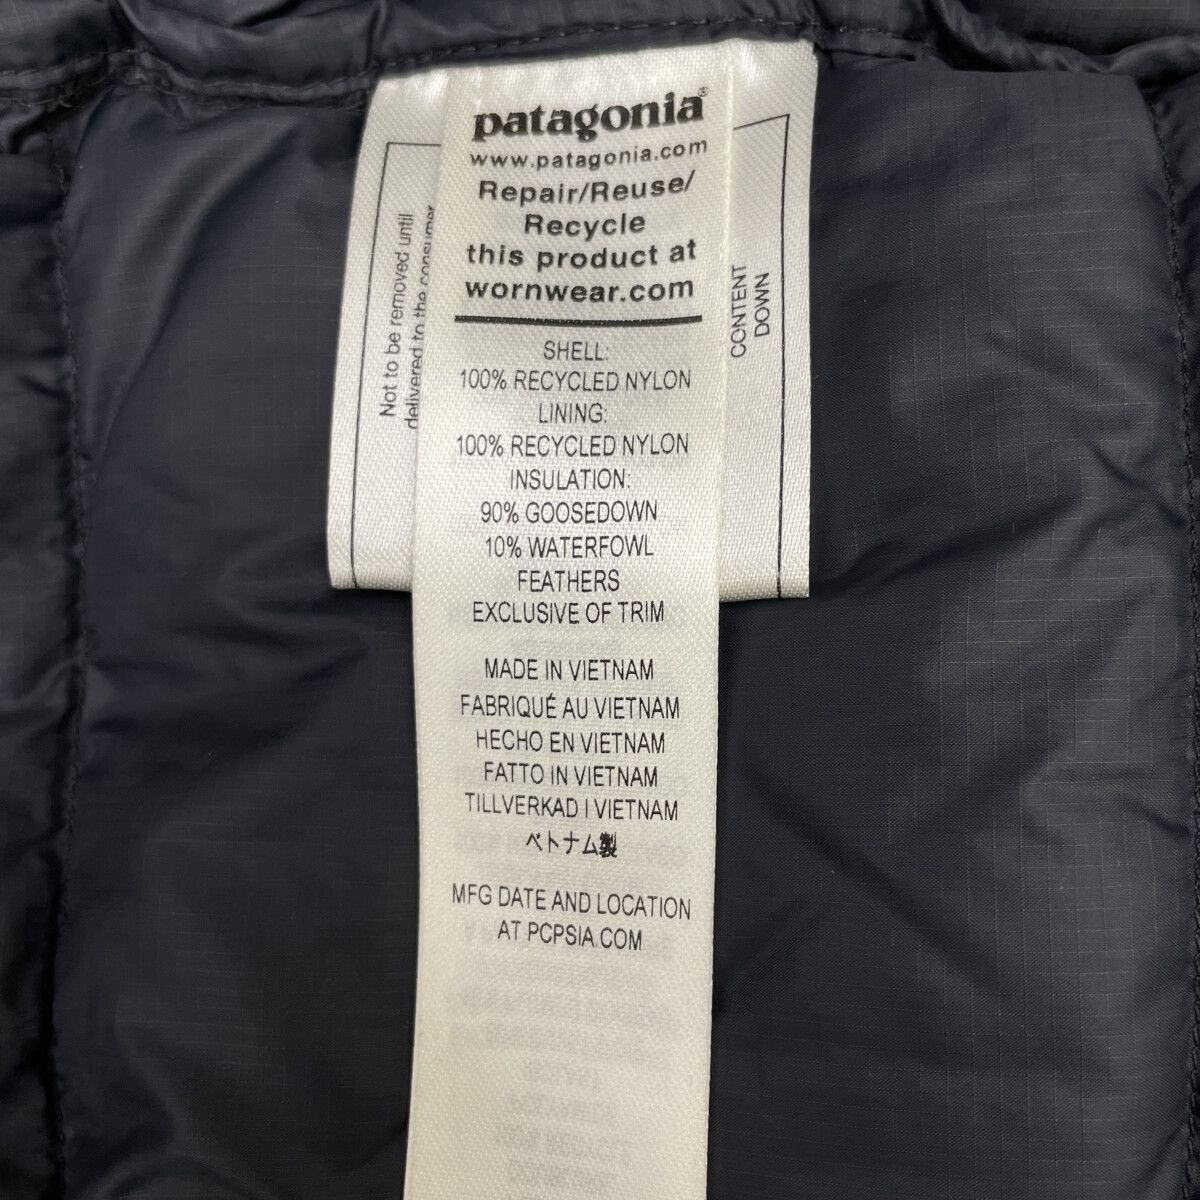 patagonia®
www.patagonia.com
Repair/Reuse/
Recycle
this product at
wornwear.com
SHELL:
100% RECYCLED NYLON
LINING:
100% RECYCLED NYLON
INSULATION:
90% GOOSEDOWN
10% WATERFOWL
FEATHERS
EXCLUSIVE OF TRIM
MADE IN VIETNAM
FABRIQUÉ AU VIETNAM
HECHO EN VIETNAM
FATTO IN VIETNAM
TILLVERKAD I VIETNAM
ベトナム製
MFG DATE AND LOCATION
AT PCPSIA.COM
Not to be removed until
delivered to the consumer
CONTENT
DOWN